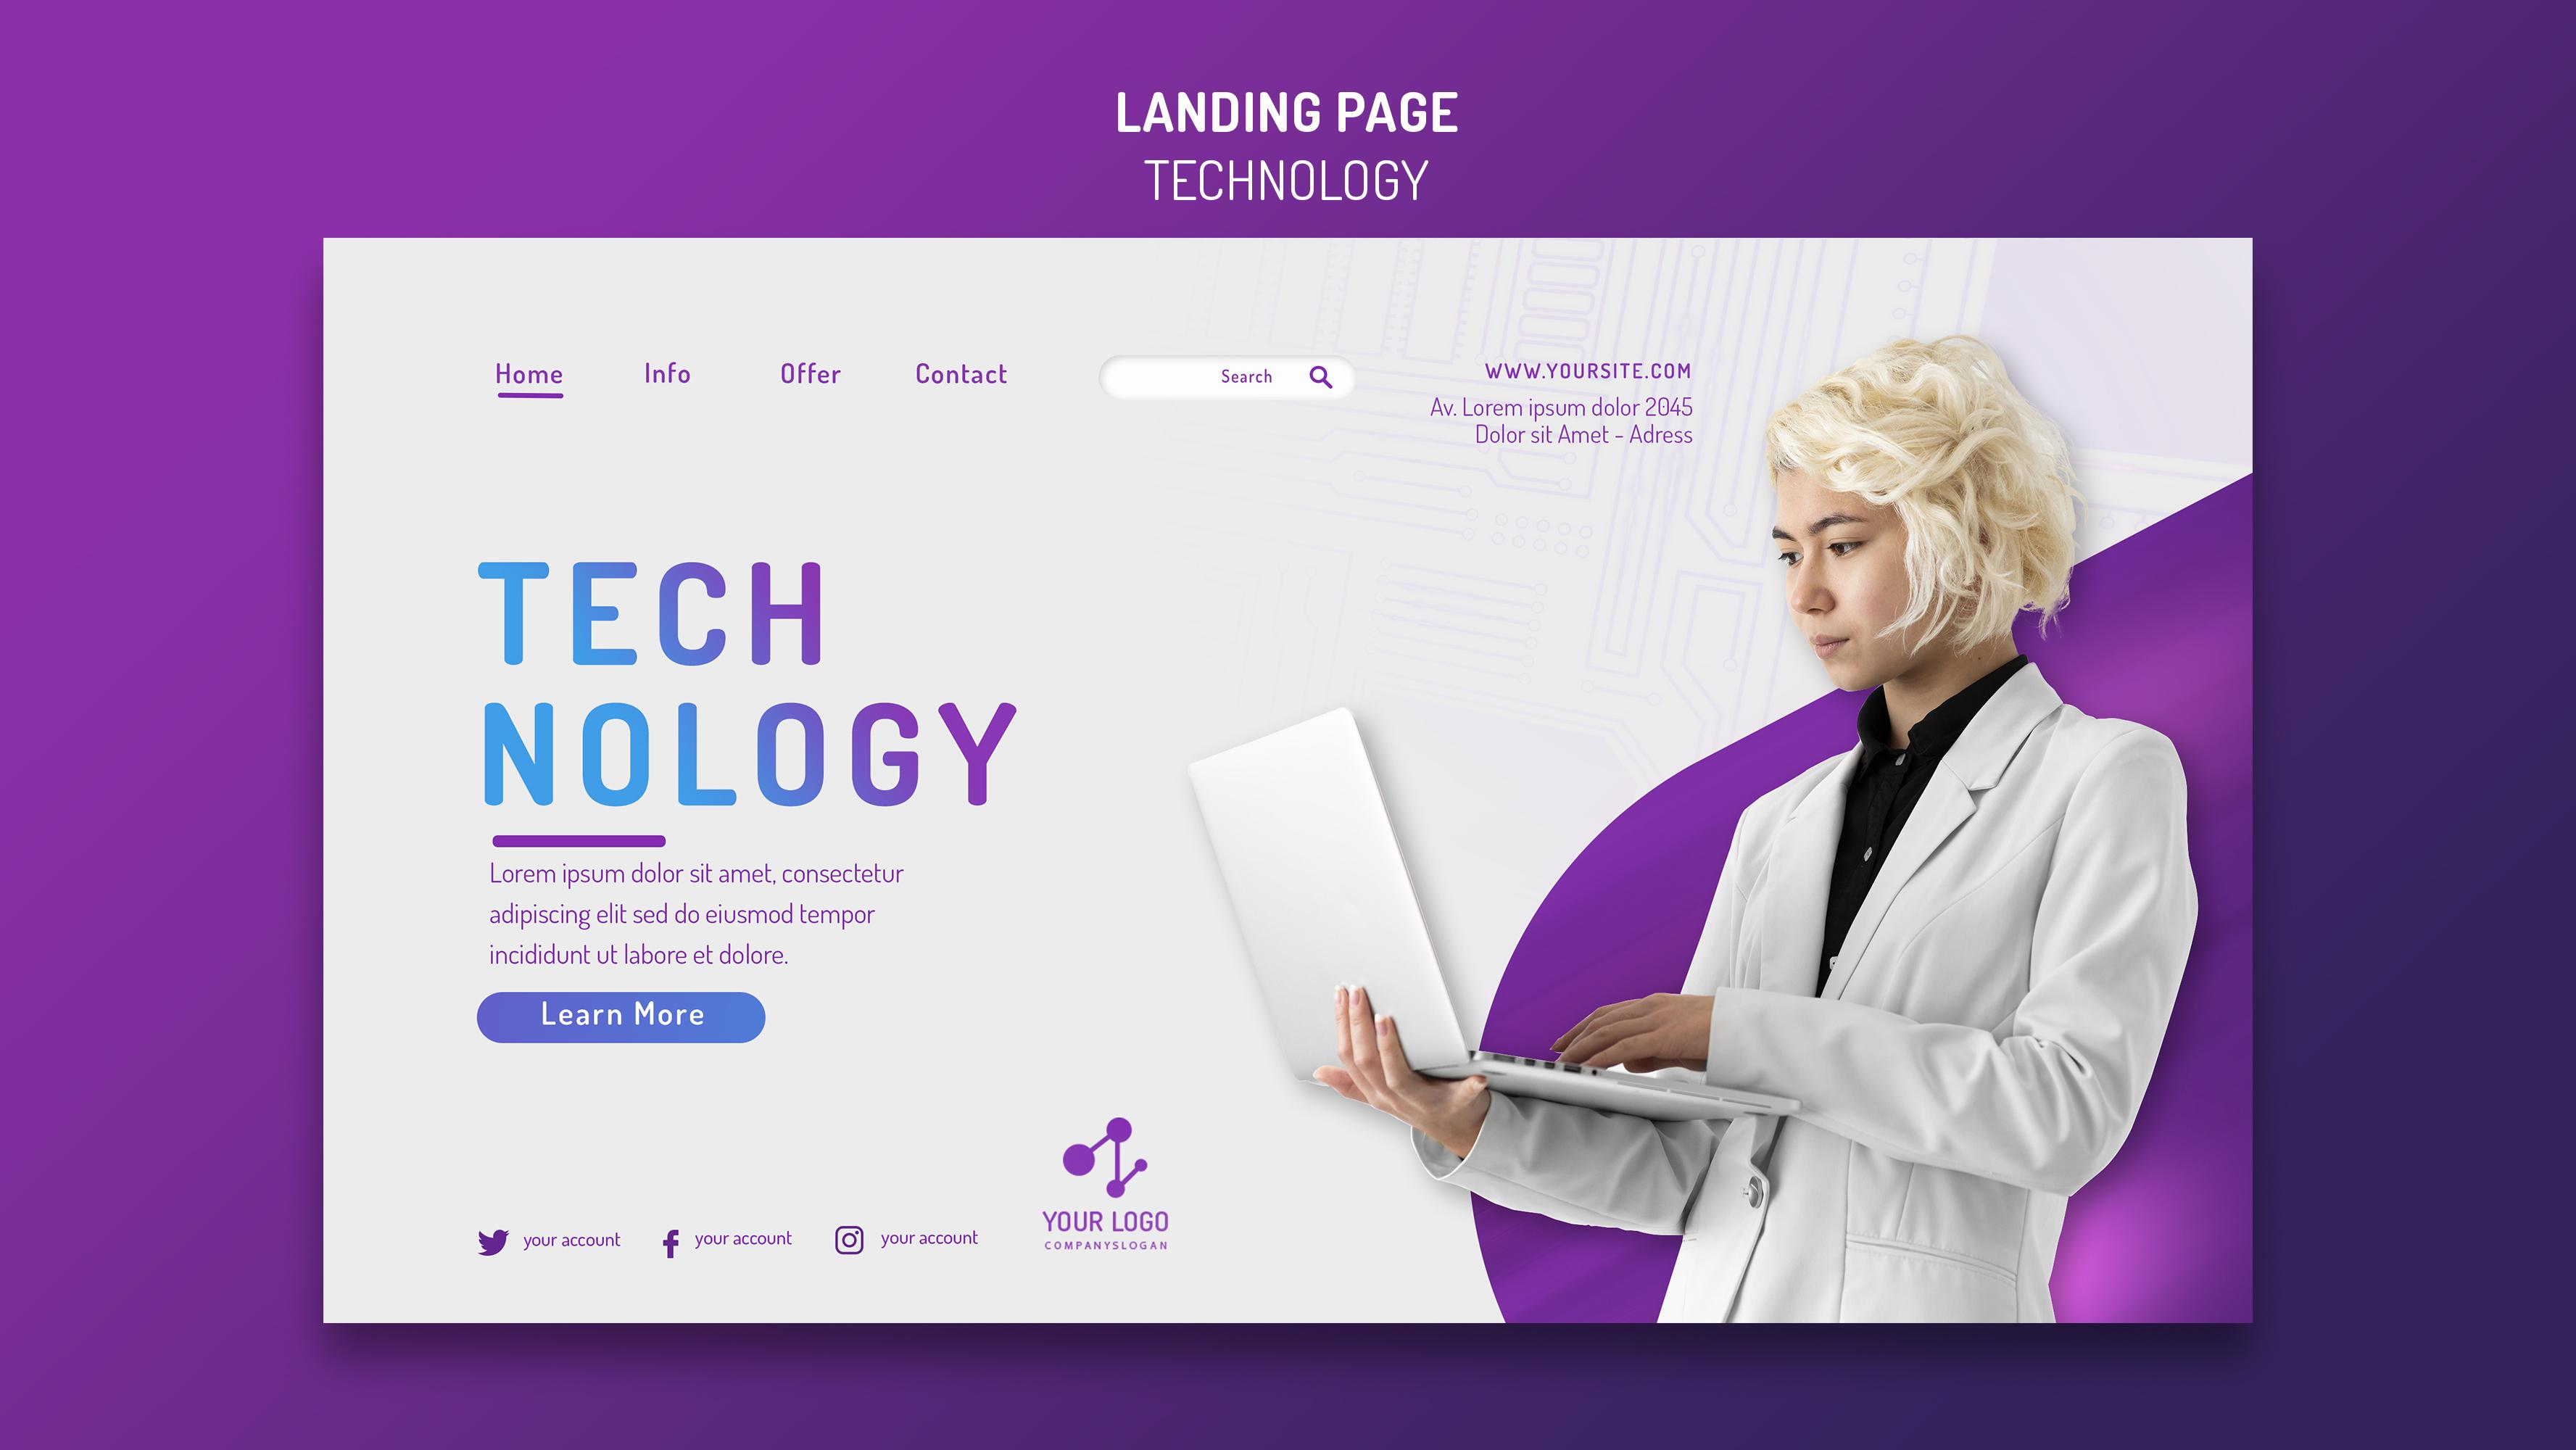 LANDING PAGE
TECHNOLOGY
Home
Info
Offer
Contact
Search
WWW.YOURSITE.COM
Av. Lorem ipsum dolor 2045
Dolor sit Amet - Adress
TECH
NOLOGY
Lorem ipsum dolor sit amet, consectetur
adipiscing elit sed do eiusmod tempor
incididunt ut labore et dolore.
Learn More
your account
your account
your account
YOUR LOGO
COMPANYSLOGAN